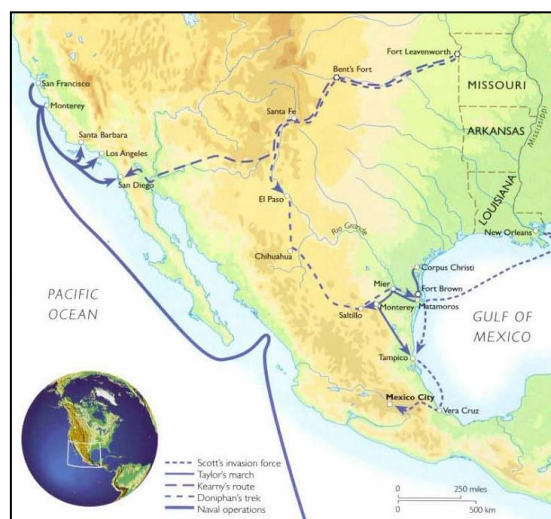 Fort Leavenworth
Bent's Fort
San Francisco
MISSOURI
Monterey
Santa Fe
Mississippi
ARKANSAS
Santa Barbara
Los Angeles
San Diego
LOUISIANA
El Paso
New Orleans
Rio Grande
Chihuahua
Corpus Christi
Mier
Fort Brown
PACIFIC
OCEAN
Monterey
Matamoros
GULF OF
MEXICO
Saltillo
Tampico
Mexico City
Vera Cruz
Scott's invasion force
Taylor's march
Kearny's route
Doniphan's trek
Naval operations
0 250 miles
0 500 km